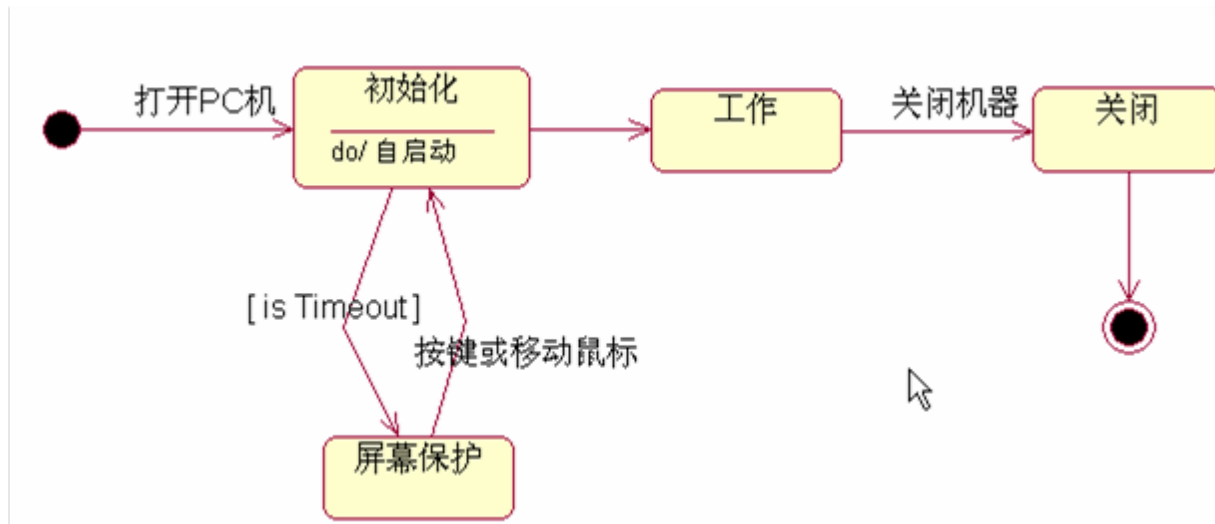 打开PC机
初始化
do/ 自启动
工作
关闭机器
关闭
[ is Timeout ]
按键或移动鼠标
屏幕保护